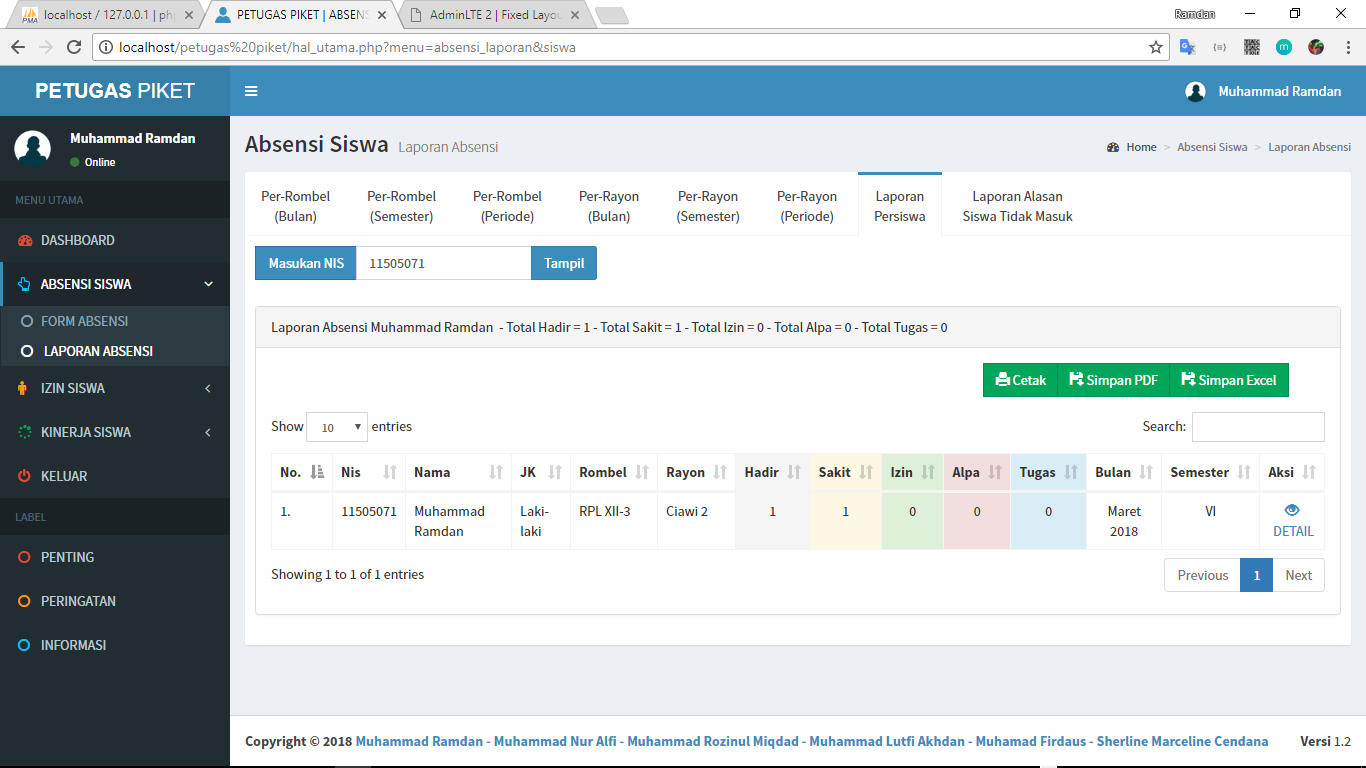 localhost / 127.0.0.1 | ph
PETUGAS PIKET | ABSEN
AdminLTE 2 | Fixed Layou
Ramdan
localhost/petugas%20piket/hal_utama.php?menu=absensi_laporan&siswa
PETUGAS PIKET
Muhammad Ramdan
Muhammad Ramdan
Online
MENU UTAMA
DASHBOARD
ABSENSI SISWA
FORM ABSENSI
LAPORAN ABSENSI
IZIN SISWA
KINERJA SISWA
KELUAR
LABEL
PENTING
PERINGATAN
INFORMASI
Absensi Siswa Laporan Absensi
Home > Absensi Siswa > Laporan Absensi
Per-Rombel (Bulan)
Per-Rombel (Semester)
Per-Rombel (Periode)
Per-Rayon (Bulan)
Per-Rayon (Semester)
Per-Rayon (Periode)
Laporan Persiswa
Laporan Alasan Siswa Tidak Masuk
Masukan NIS 11505071 Tampil
Laporan Absensi Muhammad Ramdan - Total Hadir = 1 - Total Sakit = 1 - Total Izin = 0 - Total Alpa = 0 - Total Tugas = 0
Cetak Simpan PDF Simpan Excel
Show 10 entries Search:
No. Nis Nama JK Rombel Rayon Hadir Sakit Izin Alpa Tugas Bulan Semester Aksi
1. 11505071 Muhammad Ramdan Laki-laki RPL XII-3 Ciawi 2 1 1 0 0 0 Maret 2018 VI DETAIL
Showing 1 to 1 of 1 entries Previous 1 Next
Copyright © 2018 Muhammad Ramdan - Muhammad Nur Alfi - Muhammad Rozinul Miqdad - Muhammad Lutfi Akhdan - Muhamad Firdaus - Sherline Marceline Cendana Versi 1.2